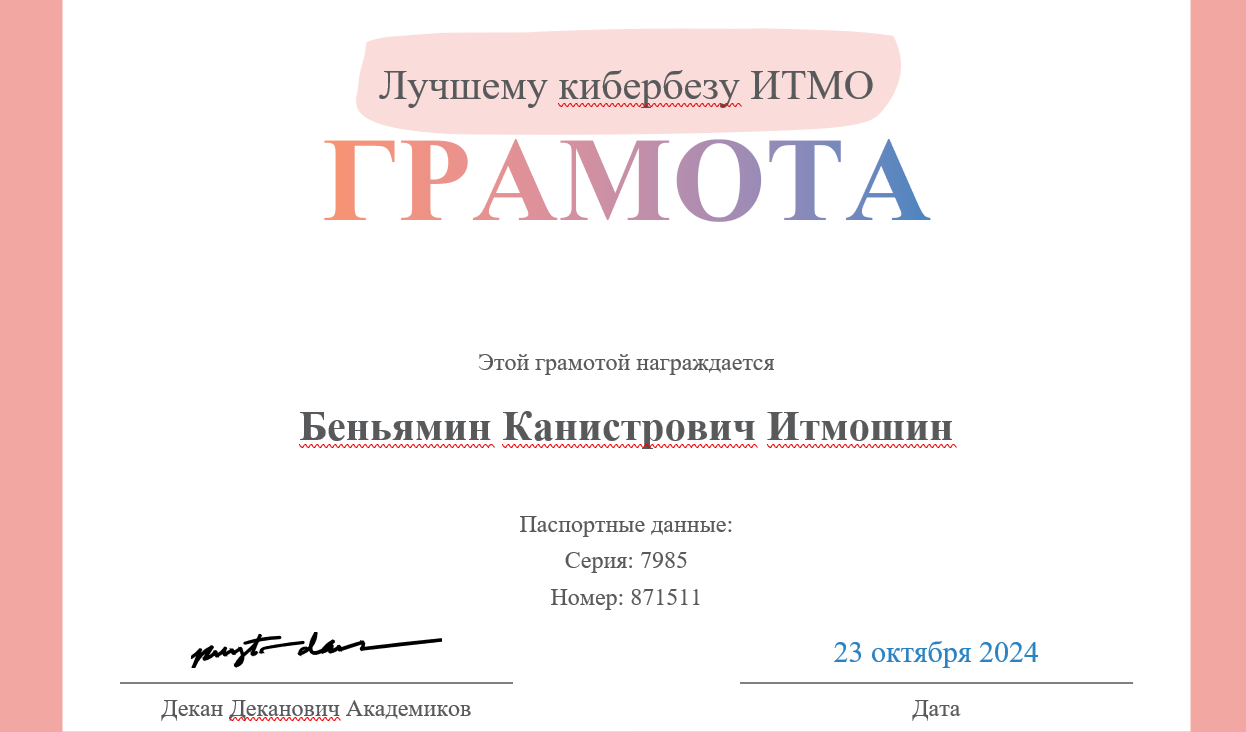 Лучшему кибербезу ИТМО
ГРАМОТА
Этой грамотой награждается
Беньямин Канистрович Итмошин
Паспортные данные:
Серия: 7985
Номер: 871511
23 октября 2024
Декан Деканович Академиков
Дата